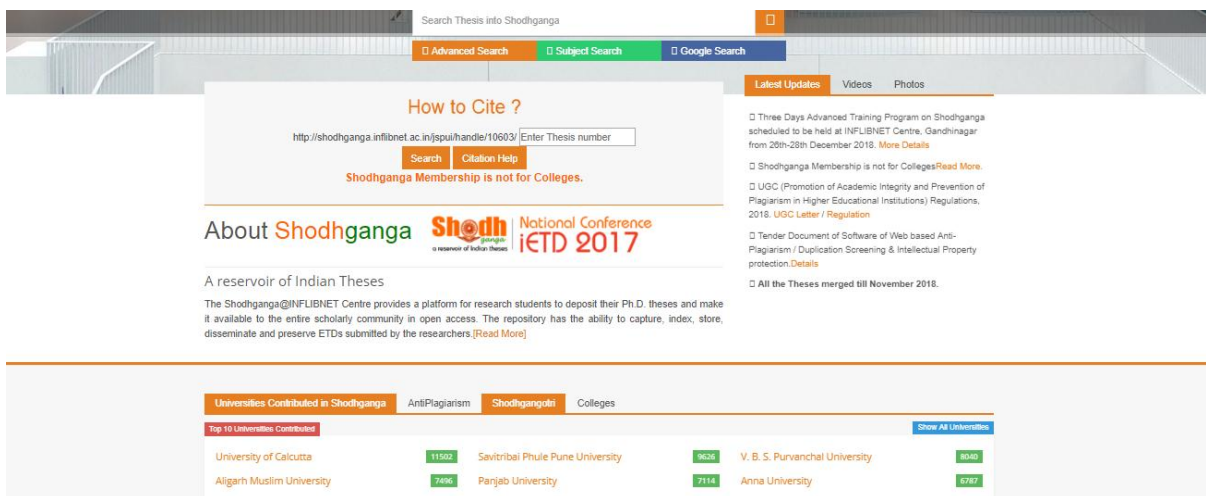 Search Thesis into Shodhganga
Advanced Search
Subject Search
Google Search
How to Cite ?
http://shodhganga.inflibnet.ac.in/jspui/handle/10603/ Enter Thesis number
Search
Citation Help
Shodhganga Membership is not for Colleges.
About Shodhganga
Shodh
ganga
a reservoir of Indian theses
National Conference
iETD 2017
A reservoir of Indian Theses
The Shodhganga@INFLIBNET Centre provides a platform for research students to deposit their Ph.D. theses and make
it available to the entire scholarly community in open access. The repository has the ability to capture, index, store,
disseminate and preserve ETDs submitted by the researchers.[Read More]
Latest Updates
Videos
Photos
Three Days Advanced Training Program on Shodhganga
scheduled to be held at INFLIBNET Centre, Gandhinagar
from 26th-28th December 2018. More Details
Shodhganga Membership is not for CollegesRead More.
UGC (Promotion of Academic Integrity and Prevention of
Plagiarism in Higher Educational Institutions) Regulations,
2018. UGC Letter / Regulation
Tender Document of Software of Web based Anti-
Plagiarism / Duplication Screening & Intellectual Property
protection.Details
All the Theses merged till November 2018.
Universities Contributed in Shodhganga
AntiPlagiarism
Shodhgangotri
Colleges
Top 10 Universities Contributed
Show All Universities
University of Calcutta 11502
Savitribai Phule Pune University 9626
V. B. S. Purvanchal University 8040
Aligarh Muslim University 7496
Panjab University 7114
Anna University 6787